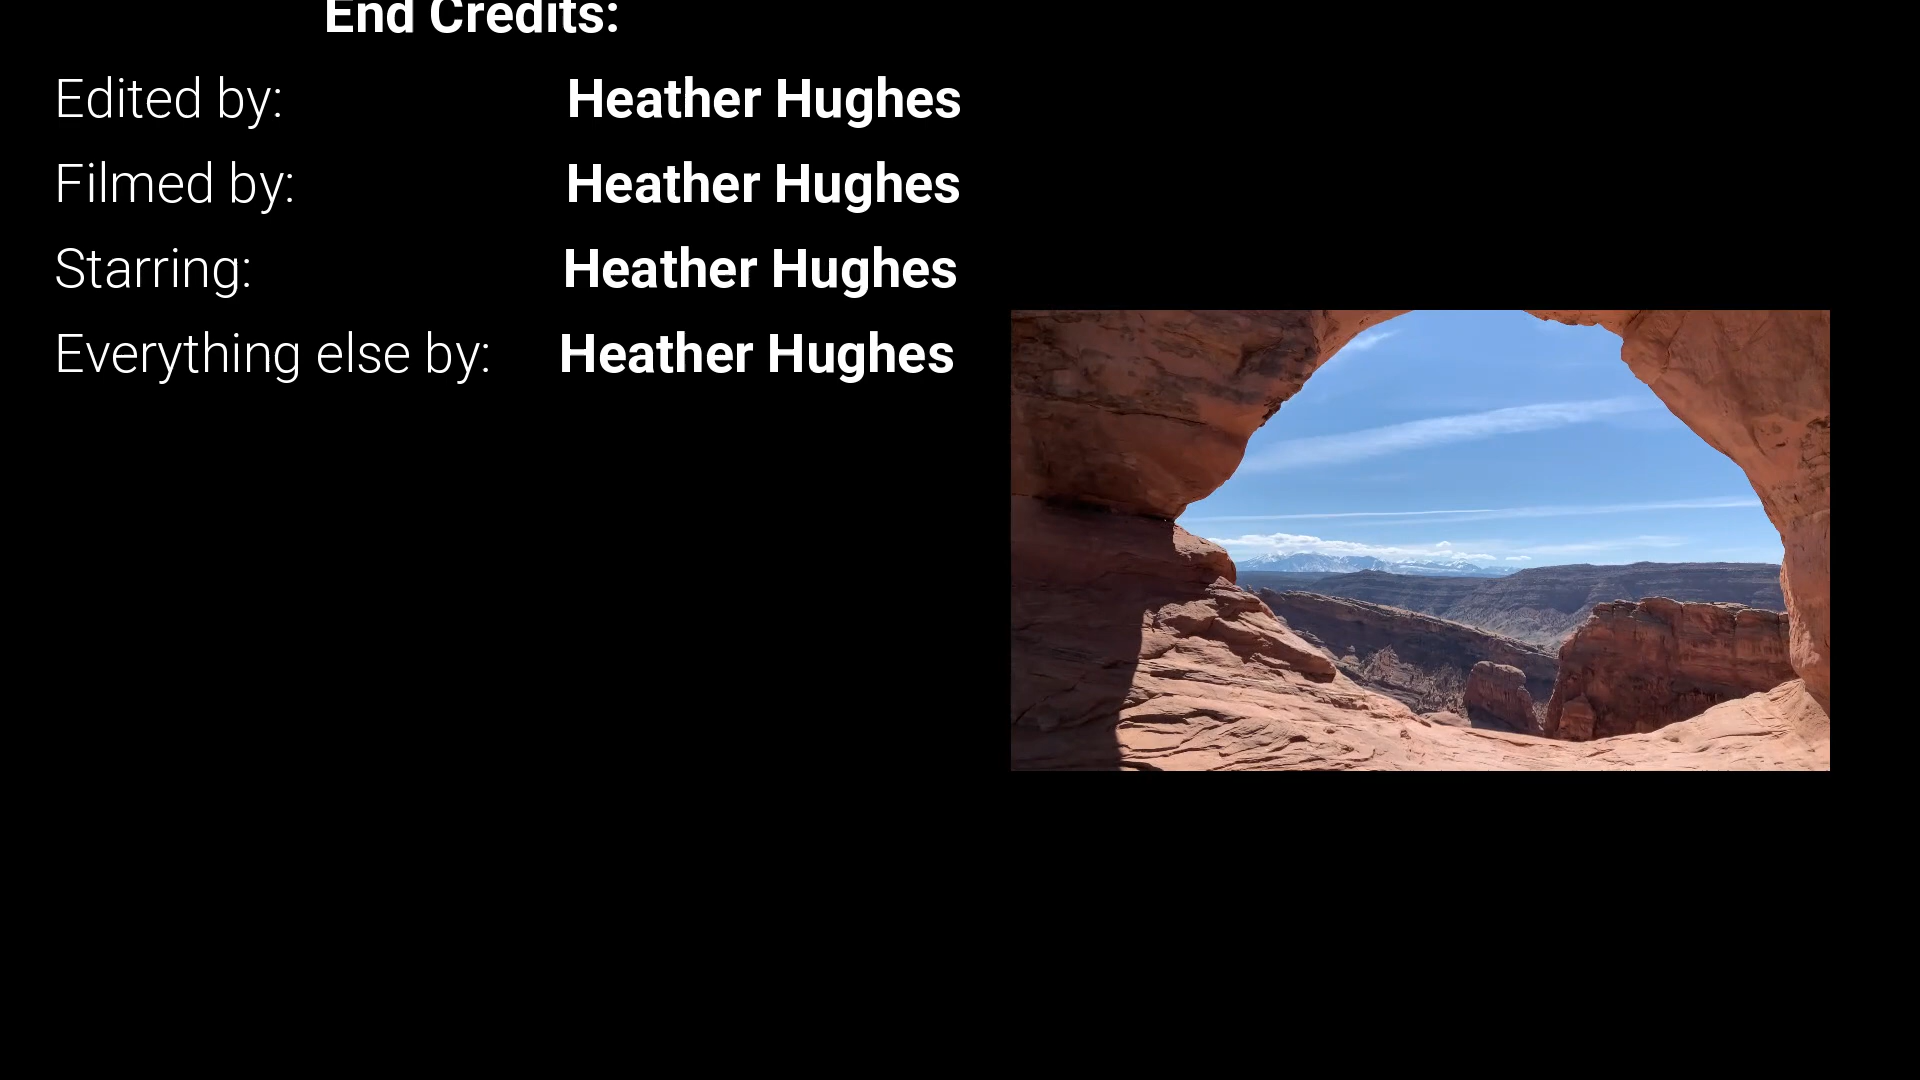 End Credits:
Edited by: Heather Hughes
Filmed by: Heather Hughes
Starring: Heather Hughes
Everything else by: Heather Hughes